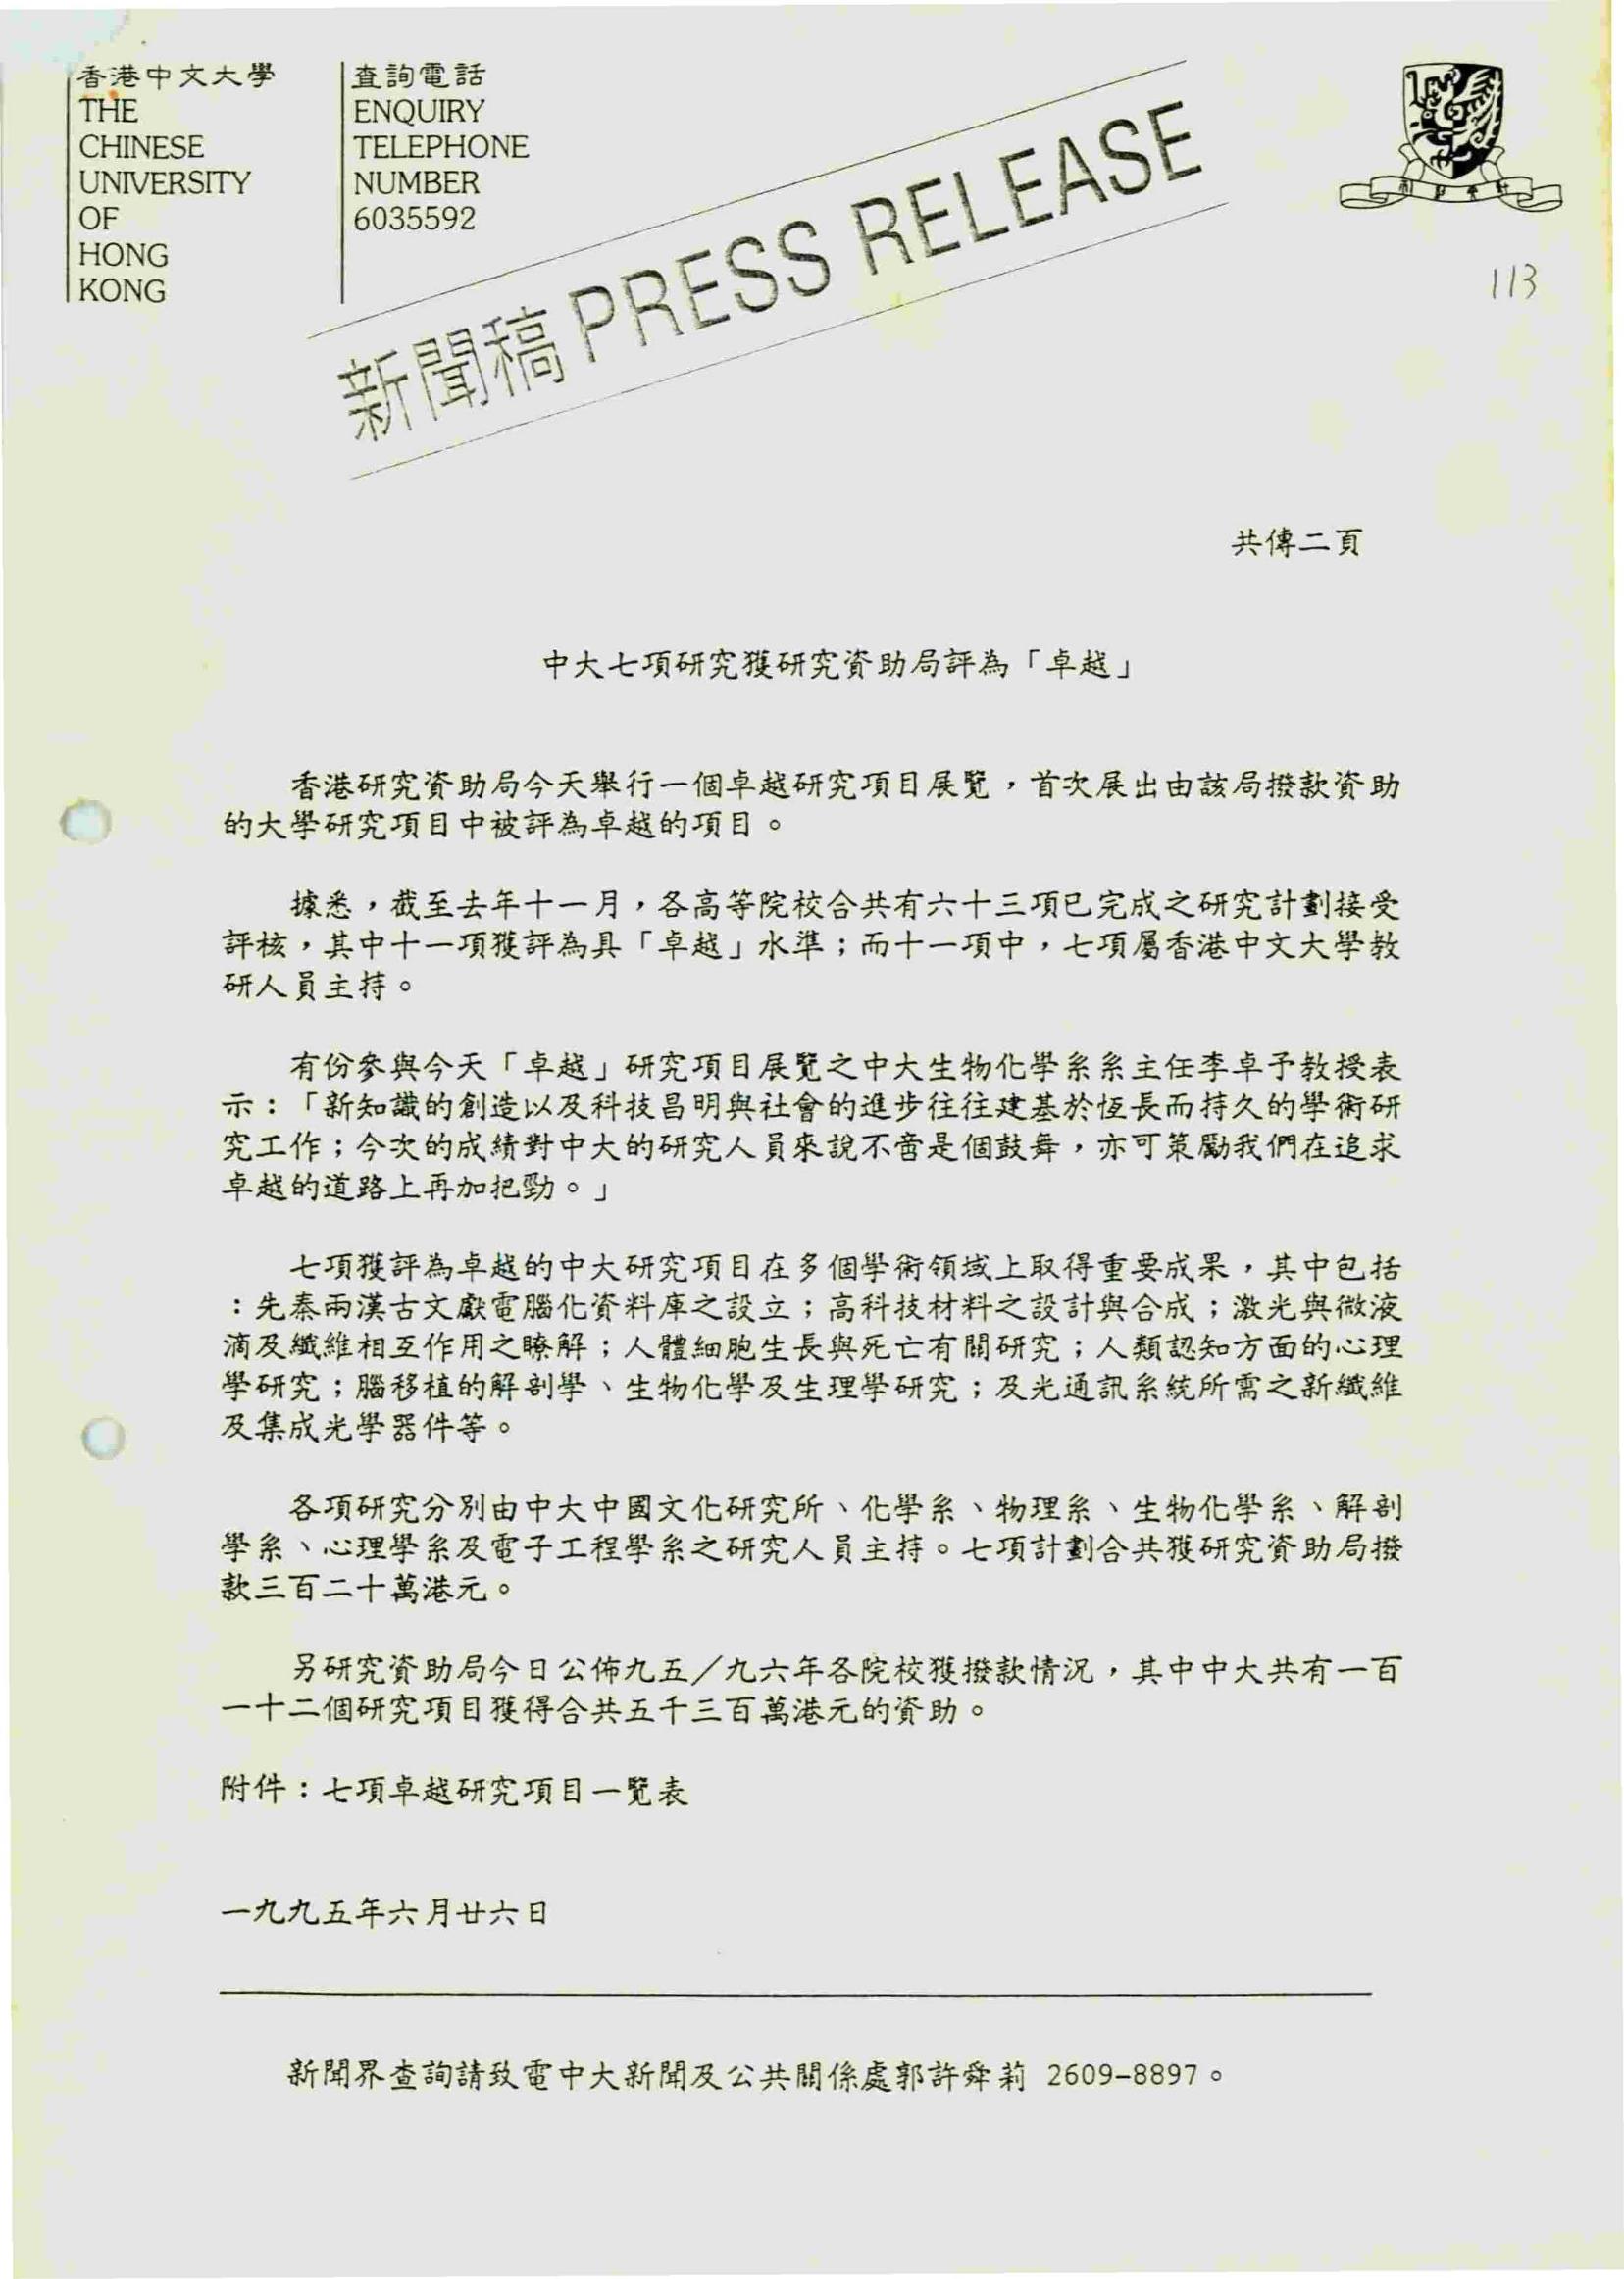 香港中文大學
THE
CHINESE
UNIVERSITY
OF
HONG
KONG
查詢電話
ENQUIRY
TELEPHONE
NUMBER
6035592
新聞稿 PRESS RELEASE
113
共傳二頁
中大七項研究獲研究資助局評為「卓越」
香港研究資助局今天舉行一個卓越研究項目展覽，首次展出由該局撥款資助
的大學研究項目中被評為卓越的項目。
據悉，截至去年十一月，各高等院校合共有六十三項已完成之研究計劃接受
評核，其中十一項獲評為具「卓越」水準；而十一項中，七項屬香港中文大學教
研人員主持。
有份參與今天「卓越」研究項目展覽之中大生物化學系系主任李卓予教授表
示：「新知識的創造以及科技昌明與社會的進步往往建基於恆長而持久的學術研
究工作；今次的成績對中大的研究人員來說不啻是個鼓舞，亦可策勵我們在追求
卓越的道路上再加把勁。」
七項獲評為卓越的中大研究項目在多個學術領域上取得重要成果，其中包括
：先秦兩漢古文獻電腦化資料庫之設立；高科技材料之設計與合成；激光與微液
滴及纖維相互作用之瞭解；人體細胞生長與死亡有關研究；人類認知方面的心理
學研究；腦移植的解剖學、生物化學及生理學研究；及光通訊系統所需之新纖維
及集成光學器件等。
各項研究分別由中大中國文化研究所、化學系、物理系、生物化學系、解剖
學系、心理學系及電子工程學系之研究人員主持。七項計劃合共獲研究資助局撥
款三百二十萬港元。
另研究資助局今日公佈九五／九六年各院校獲撥款情況，其中中大共有一百
一十二個研究項目獲得合共五千三百萬港元的資助。
附件：七項卓越研究項目一覽表
一九九五年六月廿六日
新聞界查詢請致電中大新聞及公共關係處郭許舜莉 2609-8897。